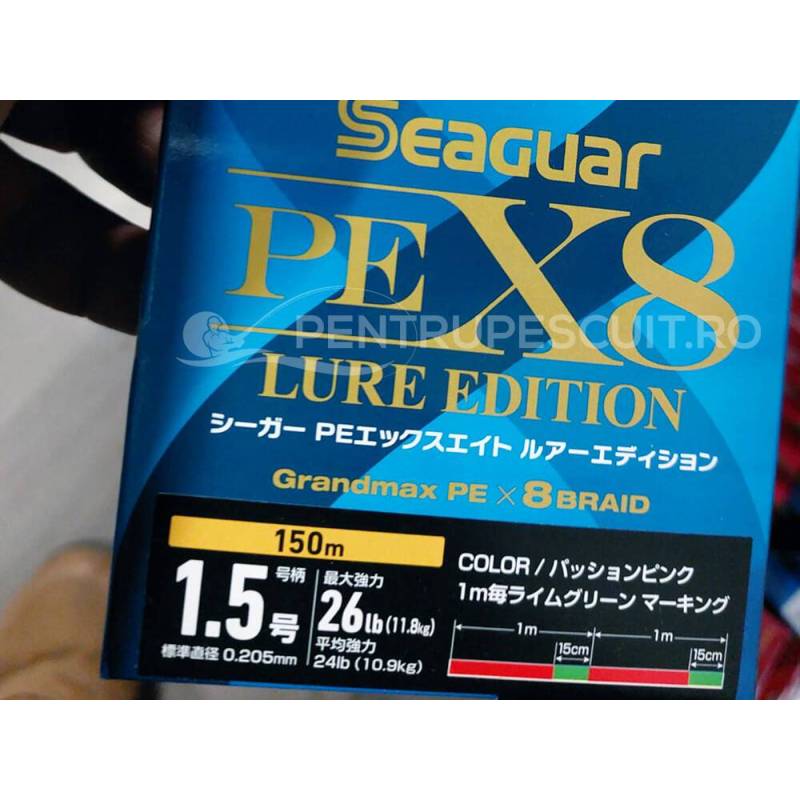 SEAGUAR
PE X8
PENTRUPESCUIT.RO
LURE EDITION
シーガー PEエックスエイト ルアーエディション
Grandmax PE × 8 BRAID
150m
1.5号
号柄
標準直径 0.205mm
最大強力
26lb(11.8kg)
平均強力
24lb (10.9kg)
COLOR / パッションピンク
1m毎ライムグリーン マーキング
1m 1m
15cm 15cm